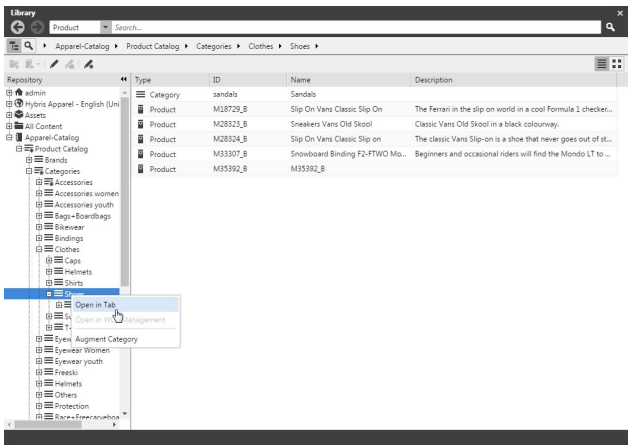 Library
Product
Search...
Apparel-Catalog
Product Catalog
Categories
Clothes
Shoes
Repository
Type
ID
Name
Description
admin
Hybris Apparel - English (Uni
Assets
All Content
Apparel-Catalog
Product Catalog
Brands
Categories
Accessories
Accessories women
Accessories youth
Bags+Boardbags
Bikewear
Bindings
Clothes
Caps
Helmets
Shirts
Shoes
Open in Tab
Open in W
anagement
Augment Category
T-
Eyew
Eyewear Women
Eyewear youth
Freeski
Helmets
Others
Protection
Race+Freecarveboa
Category sandals Sandals
Product M18729_B Slip On Vans Classic Slip On The Ferrari in the slip on world in a cool Formula 1 checker...
Product M28323_B Sneakers Vans Old Skool Classic Vans Old Skool in a black colourway.
Product M28324_B Slip On Vans Classic Slip on The classic Vans Slip-on is a shoe that never goes out of st...
Product M33307_B Snowboard Binding F2-FTWO Mo... Beginners and occasional riders will find the Mondo LT to ...
Product M35392_B M35392_B